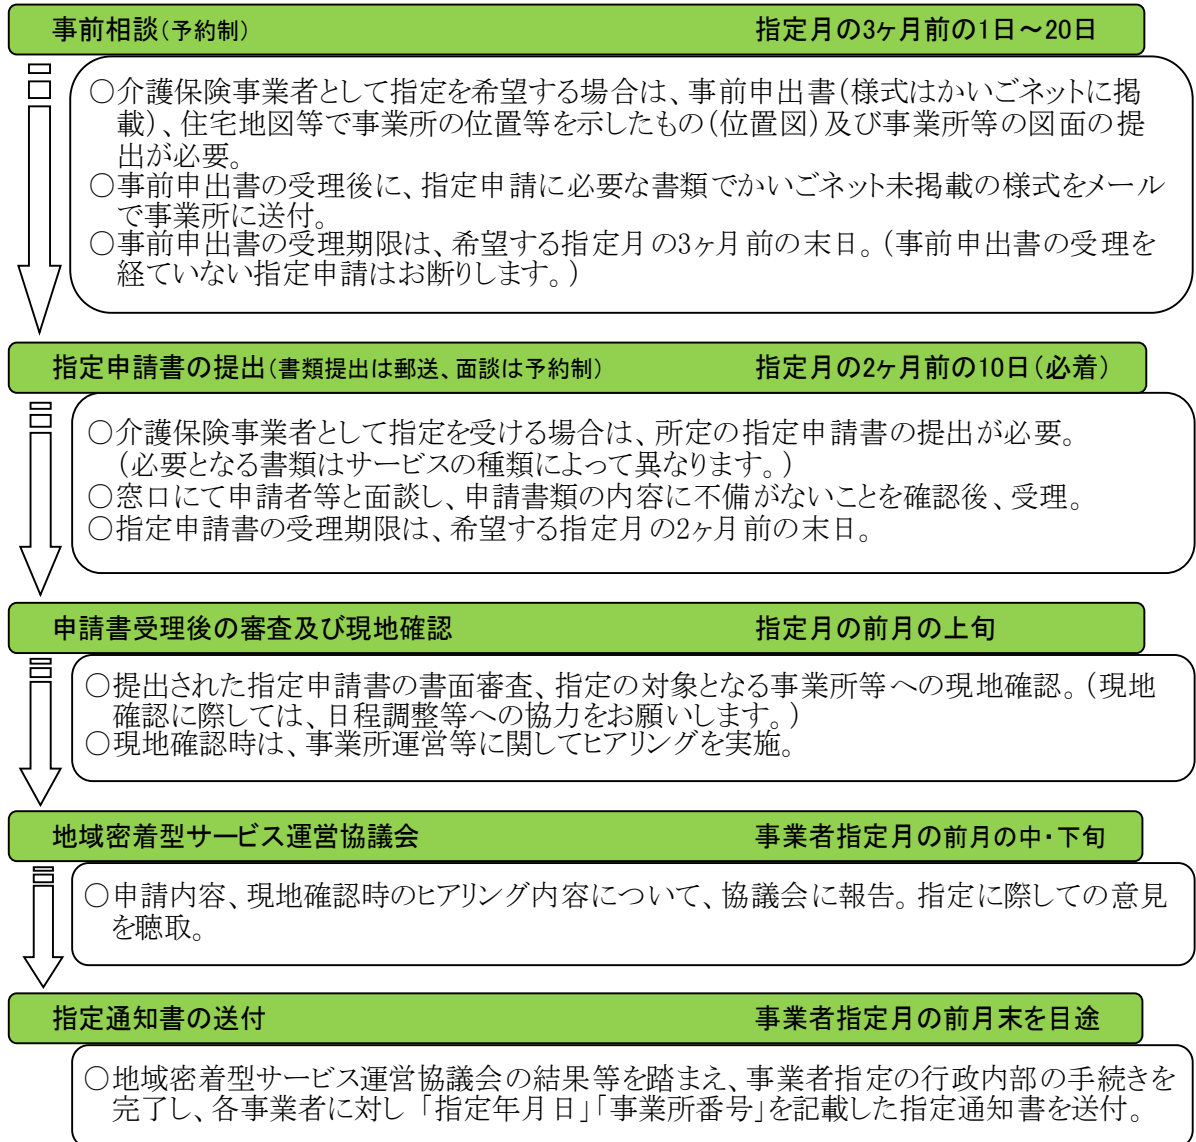 事前相談(予約制) 指定月の3ヶ月前の1日～20日
○介護保険事業者として指定を希望する場合は、事前申出書(様式はかいごネットに掲
載)、住宅地図等で事業所の位置等を示したもの(位置図)及び事業所等の図面の提
出が必要。
○事前申出書の受理後に、指定申請に必要な書類でかいごネット未掲載の様式をメール
で事業所に送付。
○事前申出書の受理期限は、希望する指定月の3ヶ月前の末日。(事前申出書の受理を
経ていない指定申請はお断りします。)
指定申請書の提出(書類提出は郵送、面談は予約制) 指定月の2ヶ月前の10日(必着)
○介護保険事業者として指定を受ける場合は、所定の指定申請書の提出が必要。
(必要となる書類はサービスの種類によって異なります。)
○窓口にて申請者等と面談し、申請書類の内容に不備がないことを確認後、受理。
○指定申請書の受理期限は、希望する指定月の2ヶ月前の末日。
申請書受理後の審査及び現地確認 指定月の前月の上旬
○提出された指定申請書の書面審査、指定の対象となる事業所等への現地確認。(現地
確認に際しては、日程調整等への協力をお願いします。)
○現地確認時は、事業所運営等に関してヒアリングを実施。
地域密着型サービス運営協議会 事業者指定月の前月の中・下旬
○申請内容、現地確認時のヒアリング内容について、協議会に報告。指定に際しての意見
を聴取。
指定通知書の送付 事業者指定月の前月末を目途
○地域密着型サービス運営協議会の結果等を踏まえ、事業者指定の行政内部の手続きを
完了し、各事業者に対し「指定年月日」「事業所番号」を記載した指定通知書を送付。